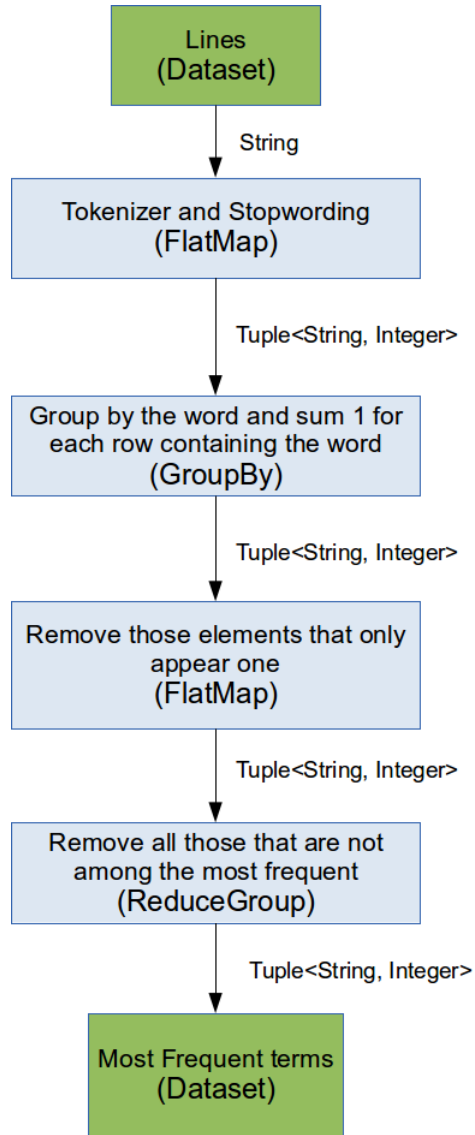 Lines
(Dataset)
String
Tokenizer and Stopwording
(FlatMap)
Tuple<String, Integer>
Group by the word and sum 1 for
each row containing the word
(GroupBy)
Tuple<String, Integer>
Remove those elements that only
appear one
(FlatMap)
Tuple<String, Integer>
Remove all those that are not
among the most frequent
(ReduceGroup)
Tuple<String, Integer>
Most Frequent terms
(Dataset)